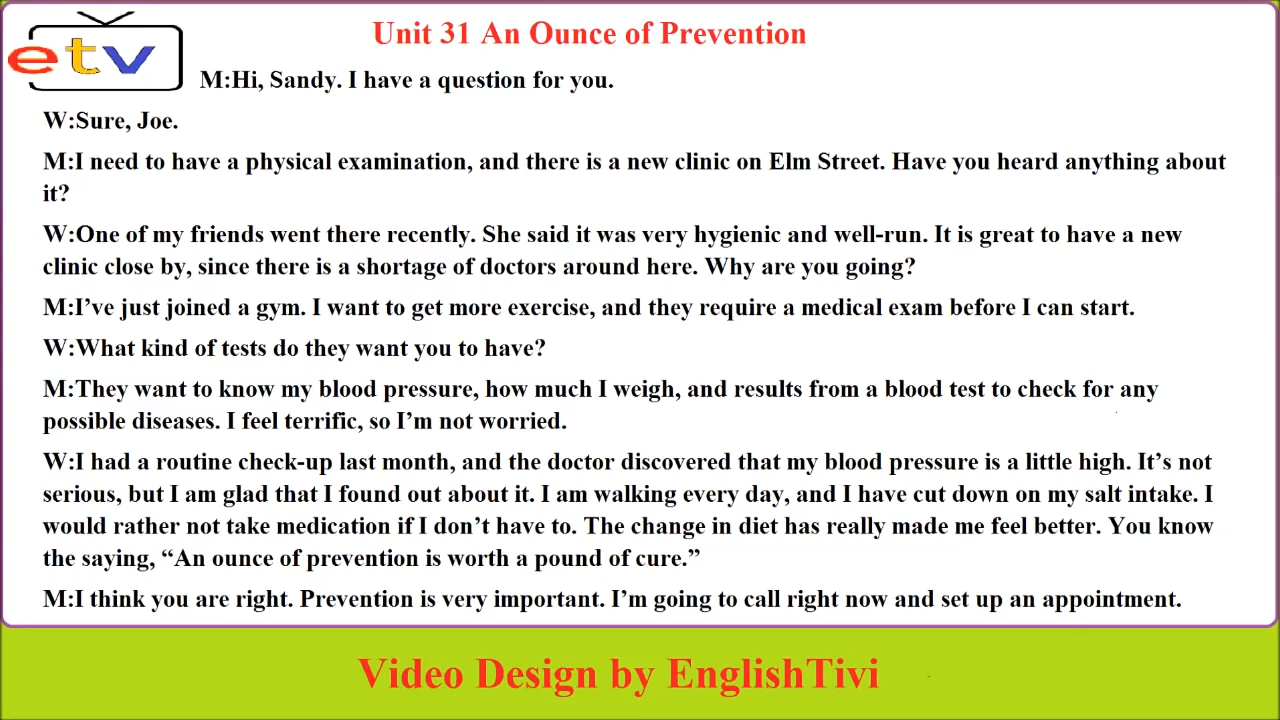 Unit 31 An Ounce of Prevention
etv
M:Hi, Sandy. I have a question for you.
W:Sure, Joe.
M:I need to have a physical examination, and there is a new clinic on Elm Street. Have you heard anything about
it?
W:One of my friends went there recently. She said it was very hygienic and well-run. It is great to have a new
clinic close by, since there is a shortage of doctors around here. Why are you going?
M:I’ve just joined a gym. I want to get more exercise, and they require a medical exam before I can start.
W:What kind of tests do they want you to have?
M:They want to know my blood pressure, how much I weigh, and results from a blood test to check for any
possible diseases. I feel terrific, so I’m not worried.
W:I had a routine check-up last month, and the doctor discovered that my blood pressure is a little high. It’s not
serious, but I am glad that I found out about it. I am walking every day, and I have cut down on my salt intake. I
would rather not take medication if I don’t have to. The change in diet has really made me feel better. You know
the saying, “An ounce of prevention is worth a pound of cure.”
M:I think you are right. Prevention is very important. I’m going to call right now and set up an appointment.
Video Design by EnglishTivi